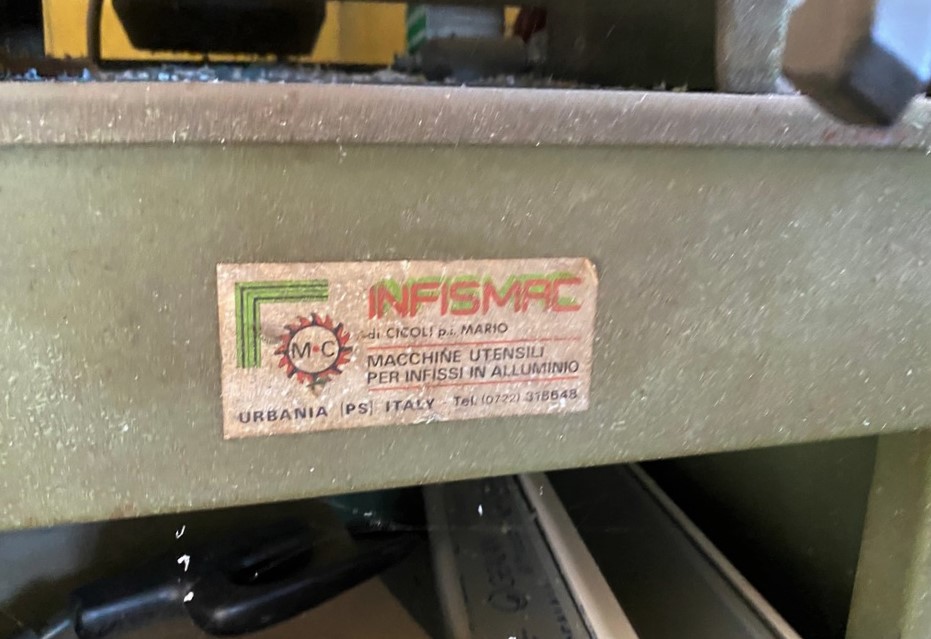 INFISMAC
di CICOLI p.i. MARIO
M·C
MACCHINE UTENSILI
PER INFISSI IN ALLUMINIO
URBANIA (PS) ITALY - Tel. (0722) 318648